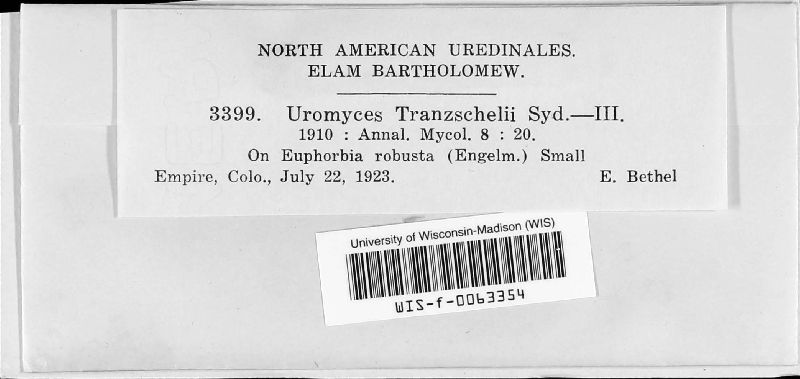 NORTH AMERICAN UREDINALES.
ELAM BARTHOLOMEW.
3399. Uromyces Tranzschelii Syd.—III.
1910 : Annal. Mycol. 8 : 20.
On Euphorbia robusta (Engelm.) Small
Empire, Colo., July 22, 1923. E. Bethel
University of Wisconsin-Madison (WIS)
WIS-f-0063354